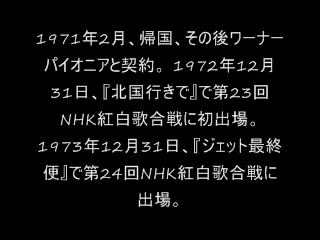 1971年2月、帰国、その後ワーナー
パイオニアと契約。 1972年12月
31日、『北国行きで』で第23回
NHK紅白歌合戦に初出場。
1973年12月31日、『ジェット最終
便』で第24回NHK紅白歌合戦に
出場。